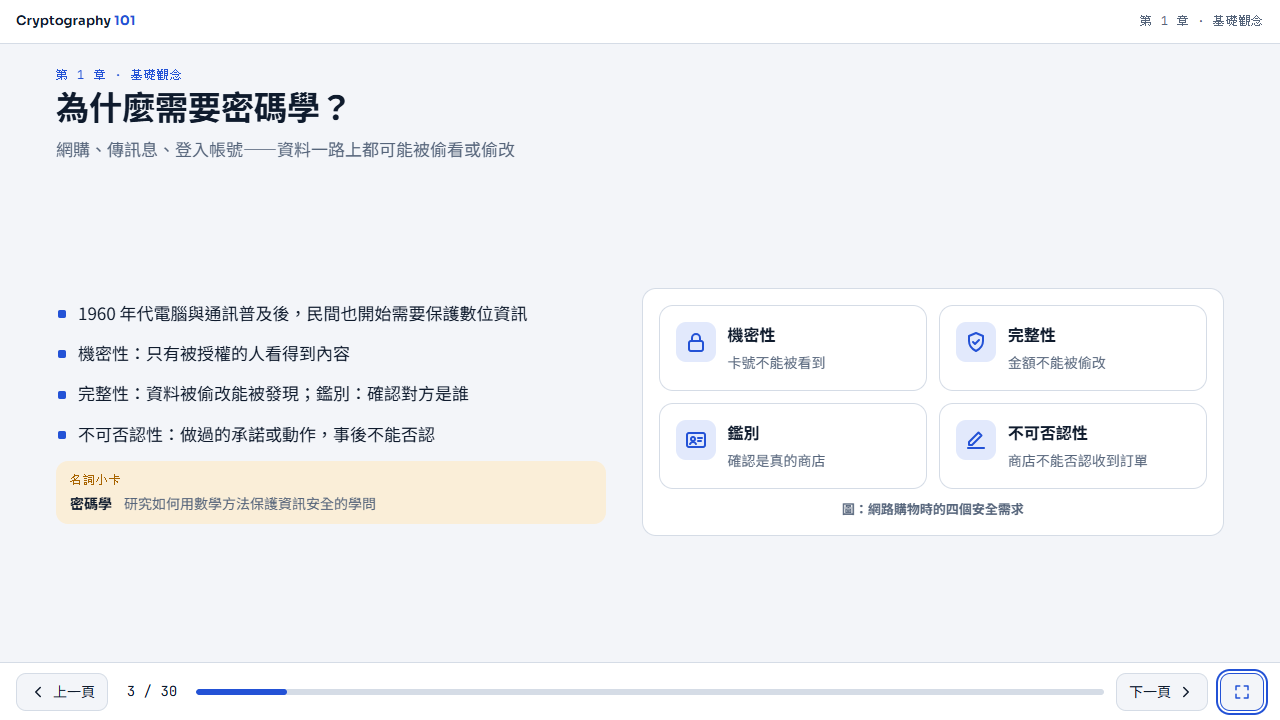 Cryptography 101
第 1 章 · 基礎觀念
第 1 章 · 基礎觀念
為什麼需要密碼學？
網購、傳訊息、登入帳號——資料一路上都可能被偷看或偷改
1960 年代電腦與通訊普及後，民間也開始需要保護數位資訊
機密性：只有被授權的人看得到內容
完整性：資料被偷改能被發現；鑑別：確認對方是誰
不可否認性：做過的承諾或動作，事後不能否認
名詞小卡
密碼學 研究如何用數學方法保護資訊安全的學問
機密性
卡號不能被看到
完整性
金額不能被偷改
鑑別
確認是真的商店
不可否認性
商店不能否認收到訂單
圖：網路購物時的四個安全需求
上一頁
3 / 30
下一頁